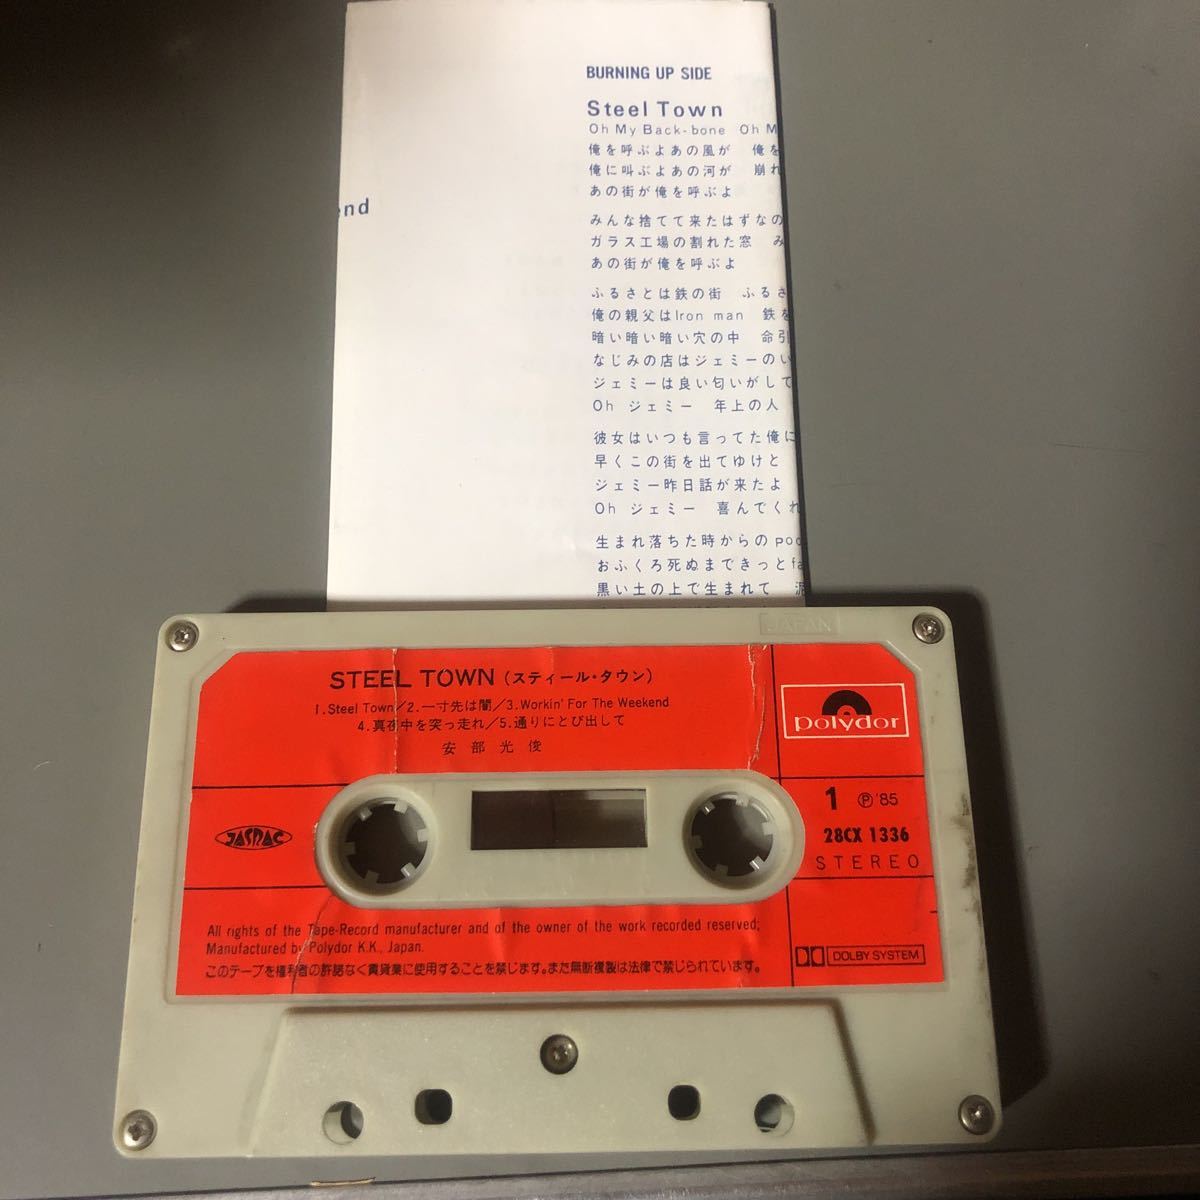 BURNING UP SIDE
Steel Town
Oh My Back-bone Oh M
俺を呼ぶよあの風が 俺を
俺に叫ぶよあの河が 崩れ
あの街が俺を呼ぶよ
end
みんな捨てて来たはずなの
ガラス工場の割れた窓 み
あの街が俺を呼ぶよ
ふるさとは鉄の街 ふるさ
俺の親父はIron man 鉄を
暗い暗い暗い穴の中 命引
なじみの店はジェミーのい
ジェミーは良い匂いがして
Oh ジェミー 年上の人
彼女はいつも言ってた俺に
早くこの街を出てゆけと
ジェミー昨日話が来たよ
Oh ジェミー 喜んでくれ
生まれ落ちた時からのpoo
おふくろ死ぬまできっとfa
黒い土の上で生まれて 泥
JAPAN
STEEL TOWN (スティール・タウン)
1.Steel Town/2.一寸先は闇/3.Workin' For The Weekend
4.真夜中を突っ走れ/5.通りにとび出して
安部光俊
polydor
1 Ⓟ'85
28CX 1336
STEREO
JASRAC
All rights of the Tape-Record manufacturer and of the owner of the work recorded reserved;
Manufactured by Polydor K.K., Japan.
このテープを権利者の許諾なく賃貸業に使用することを禁じます。また無断複製は法律で禁じられています。
DOLBY SYSTEM